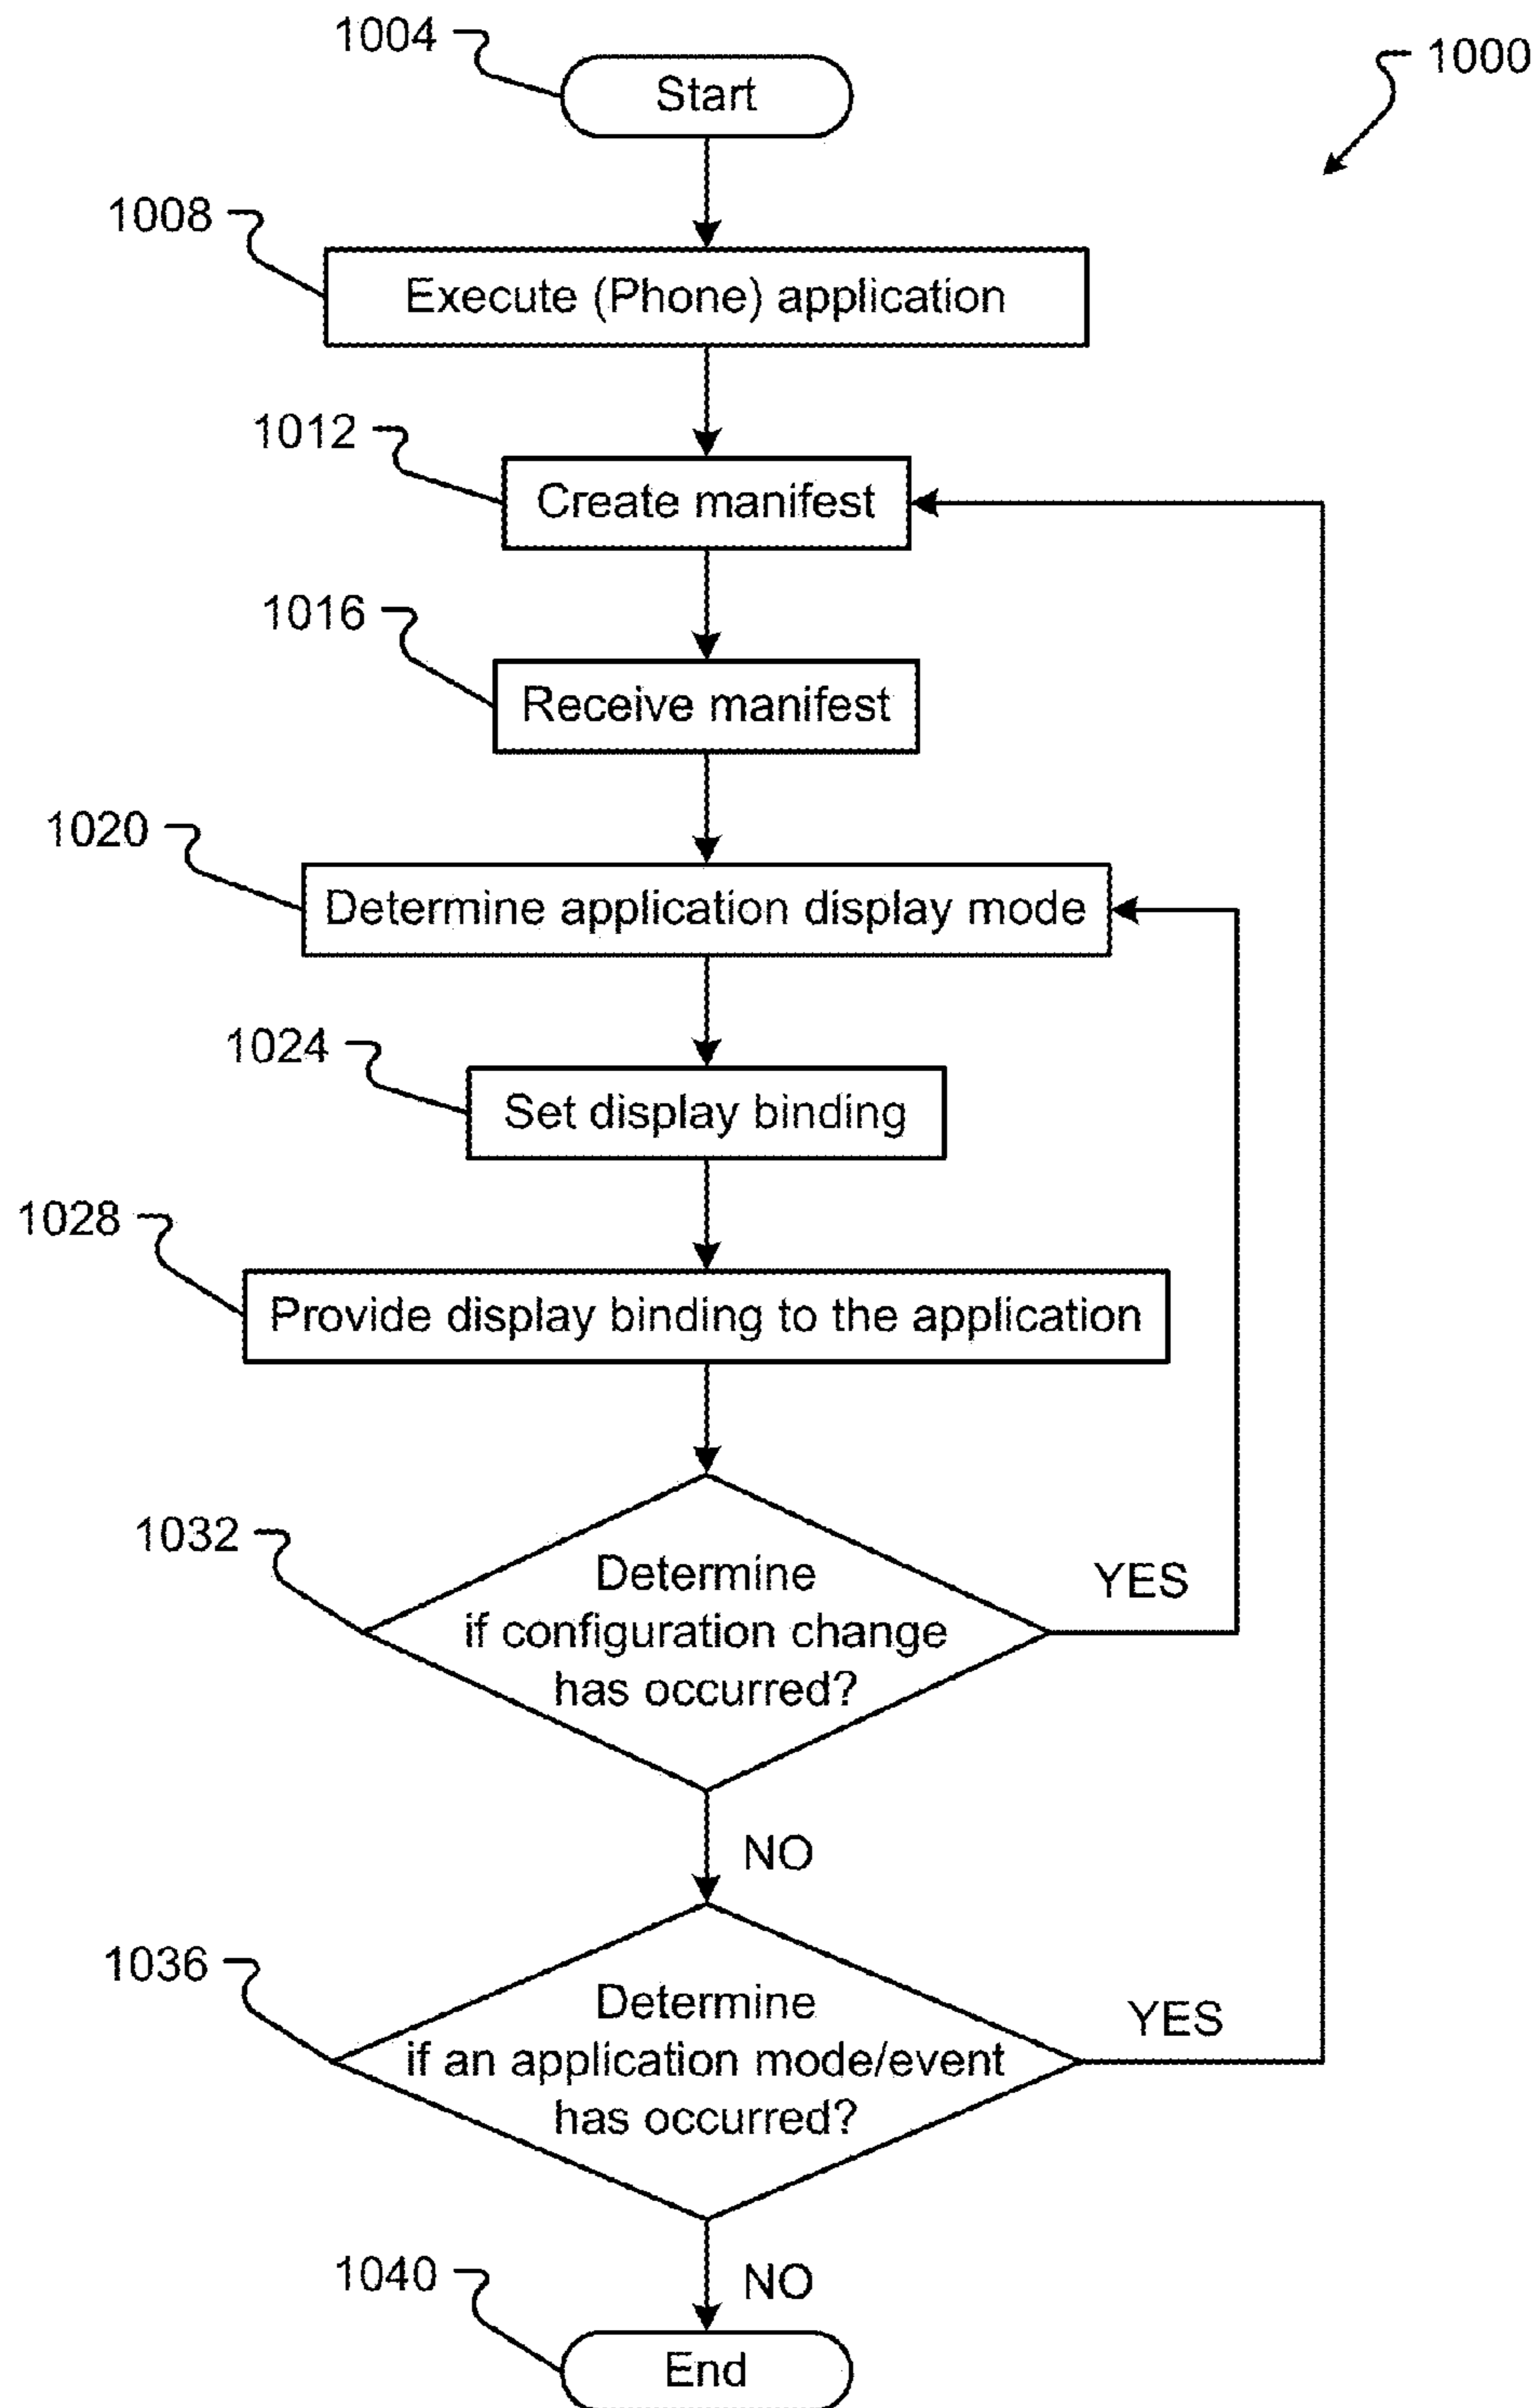 1004
Start
1000
1008
Execute (Phone) application
1012
Create manifest
1016
Receive manifest
1020
Determine application display mode
1024
Set display binding
1028
Provide display binding to the application
1032
Determine
if configuration change
has occurred?
YES
NO
1036
Determine
if an application mode/event
has occurred?
YES
NO
1040
End